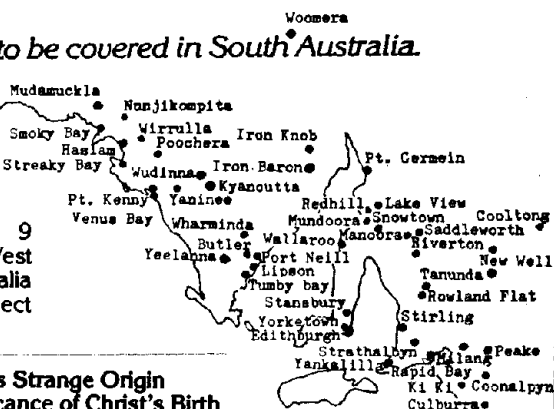 Woomera
to be covered in South Australia.
Mudamuckla
Nunjikompita
Smoky Bay
Wirrulla
Iron Knob
Haslam
Poochera
Streaky Bay
Wudinna
Iron Baron
Pt. Germein
Kyancutta
Pt. Kenny
Yaninee
Redhill
Lake View
Venus Bay
Mundoora
Snowtown
Cooltong
9
Wharminda
Wallaroo
Manoora
Saddleworth
West
Butler
Riverton
Yeelanna
Port Neill
New Well
alia
Lipson
Tanunda
ect
Tumby bay
Rowland Flat
Stansbury
Stirling
Yorketown
Edithburgh
Strathalbyn
Milang
Peake
Yankalilla
Rapid Bay
s Strange Origin
Ki Ki
Coonalpyn
cance of Christ's Birth
Culburra